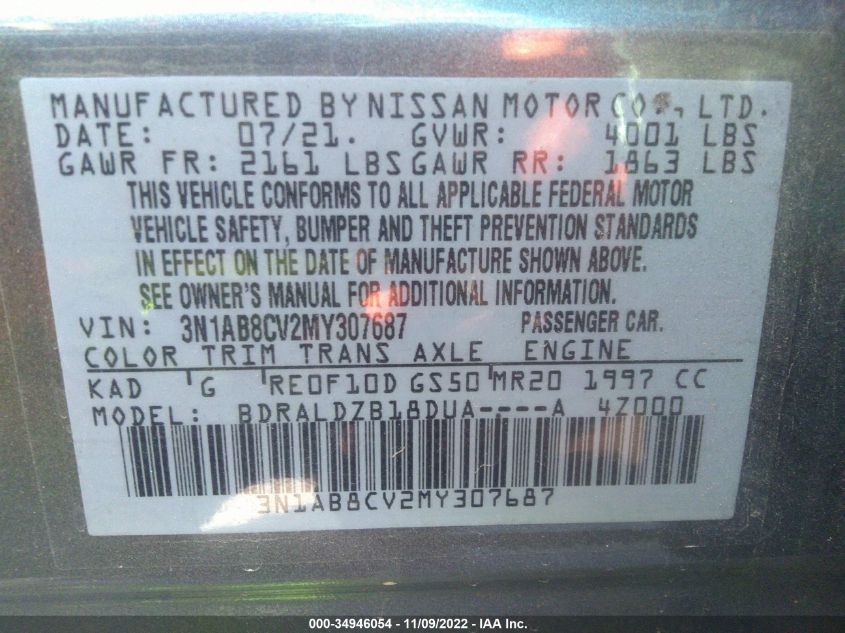 MANUFACTURED BY NISSAN MOTOR CO., LTD.
DATE: 07/21. GVWR: 4001 LBS
GAWR FR: 2161 LBS GAWR RR: 1863 LBS
THIS VEHICLE CONFORMS TO ALL APPLICABLE FEDERAL MOTOR
VEHICLE SAFETY, BUMPER AND THEFT PREVENTION STANDARDS
IN EFFECT ON THE DATE OF MANUFACTURE SHOWN ABOVE.
SEE OWNER'S MANUAL FOR ADDITIONAL INFORMATION.
VIN: 3N1AB8CV2MY307687 PASSENGER CAR.
COLOR TRIM TRANS AXLE ENGINE
KAD G RE0F10D GS50 MR20 1997 CC
MODEL: BDRALDZB18DUA----A 4Z000
3N1AB8CV2MY307687
000-34946054 - 11/09/2022 - IAA Inc.